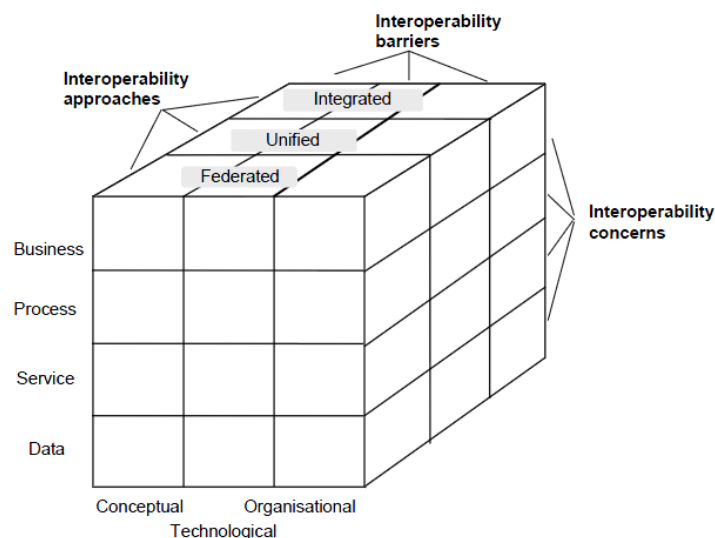 Interoperability
barriers
Interoperability
approaches
Integrated
Unified
Federated
Interoperability
concerns
Business
Process
Service
Data
Conceptual
Organisational
Technological